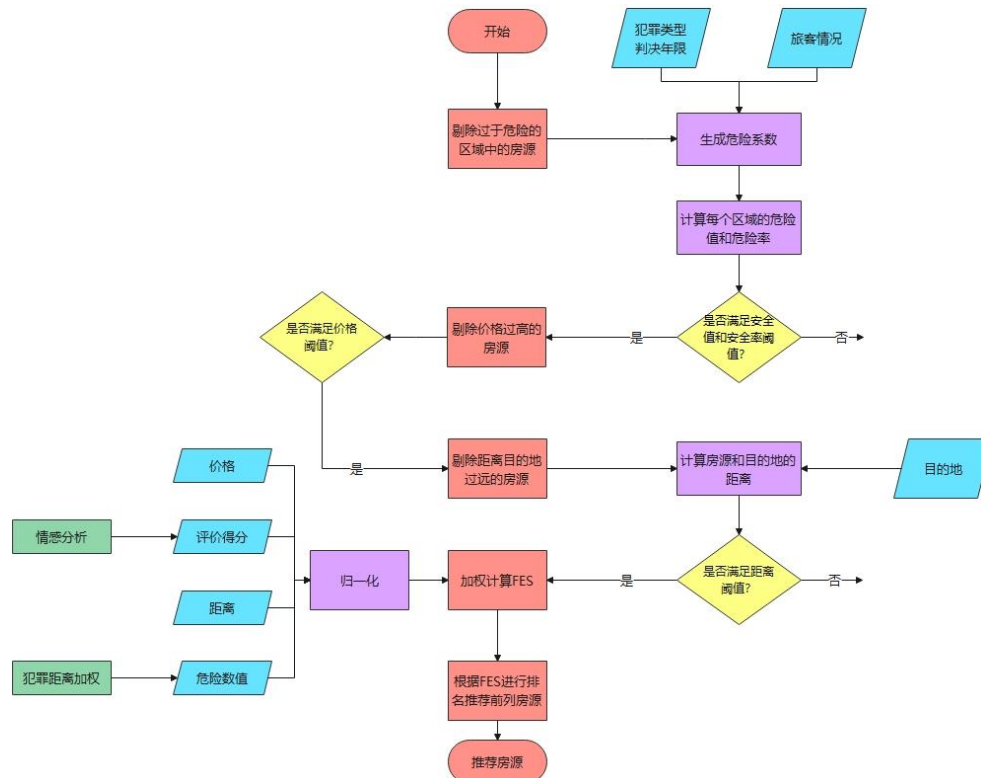 开始
犯罪类型
判决年限
旅客情况
剔除过于危险的
区域中的房源
生成危险系数
计算每个区域的危险
值和危险率
是否满足价格
阈值?
剔除价格过高的
房源
是
是否满足安全
值和安全率阈
值?
否
价格
是
剔除距离目的地
过远的房源
计算房源和目的地的
距离
目的地
情感分析
评价得分
归一化
加权计算FES
是
是否满足距离
阈值?
否
距离
犯罪距离加权
危险数值
根据FES进行排
名推荐前列房源
推荐房源